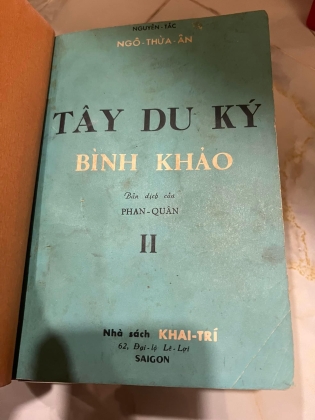 NGUYÊN-TÁC
NGÔ-THỪA-ÂN
TÂY DU KÝ
BÌNH KHẢO
Bản dịch của
PHAN-QUÂN
II
Nhà sách KHAI-TRÍ
62, Đại-lộ Lê-Lợi
SAIGON